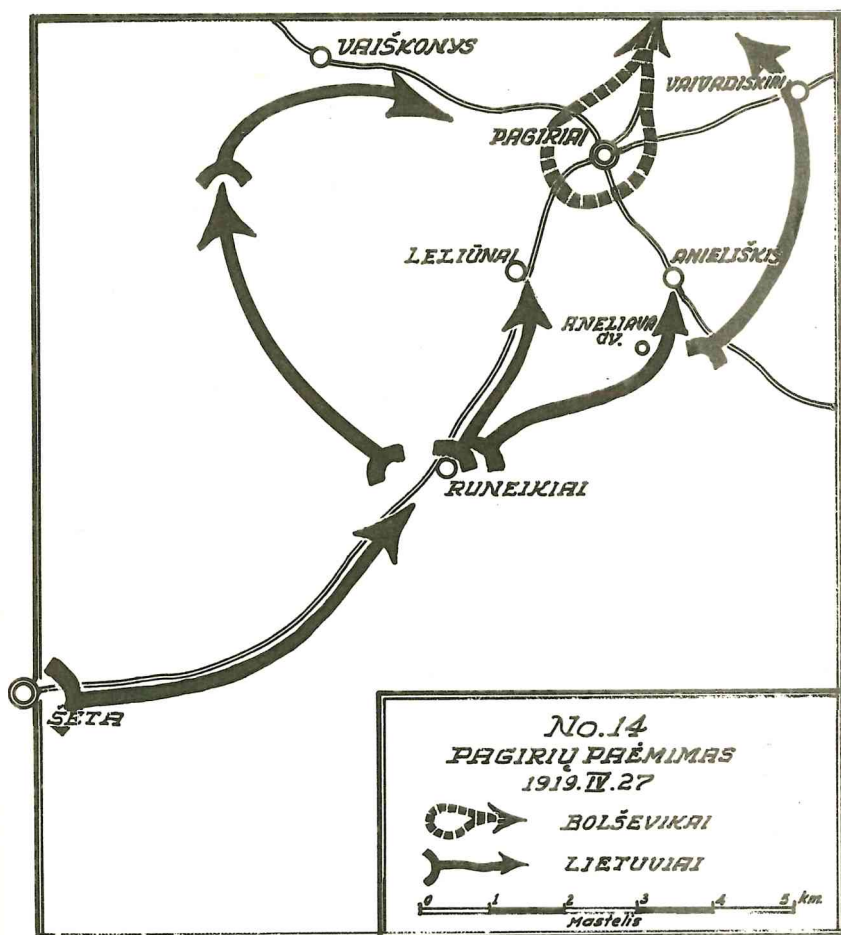 VAIŠKONYS
VAIVADIŠKIAI
PAGIRIAI
LELIŪNAI
ANIELIŠKIS
ANELIAVA
dv.
RUNEIKIAI
ŠĖTA
No.14
PAGIRIŲ PAĖMIMAS
1919.IV.27
BOLŠEVIKAI
LIETUVIAI
0 1 2 3 4 5 km.
Mastelis